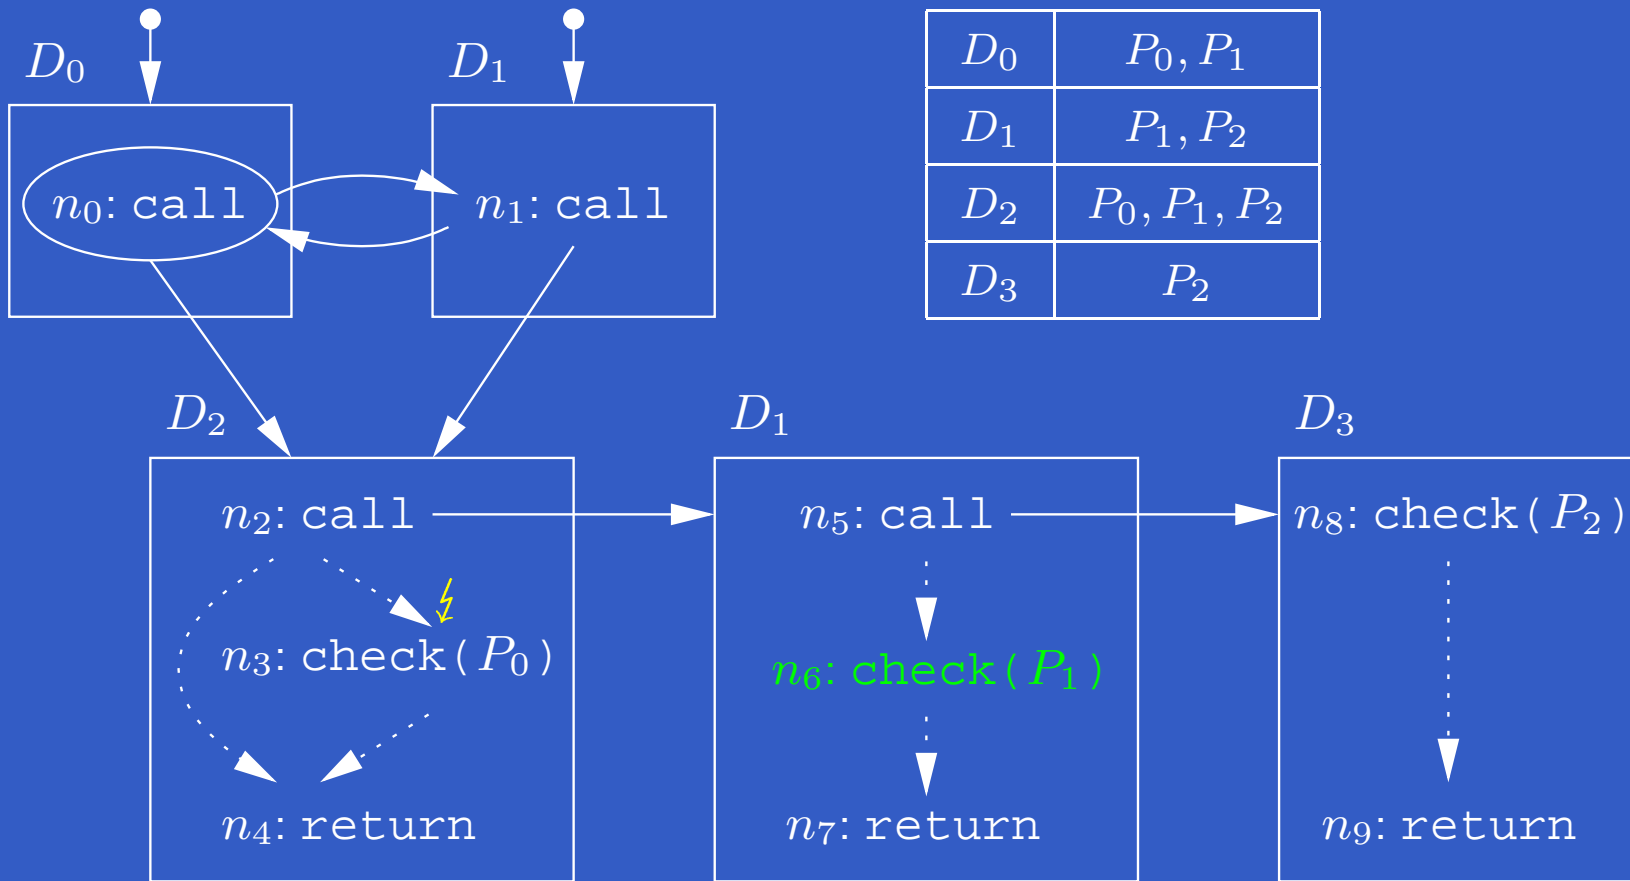 D₀ D₁
n₀: call n₁: call
D₀ P₀, P₁
D₁ P₁, P₂
D₂ P₀, P₁, P₂
D₃ P₂
D₂ D₁ D₃
n₂: call n₅: call n₈: check(P₂)
n₃: check(P₀) n₆: check(P₁)
n₄: return n₇: return n₉: return